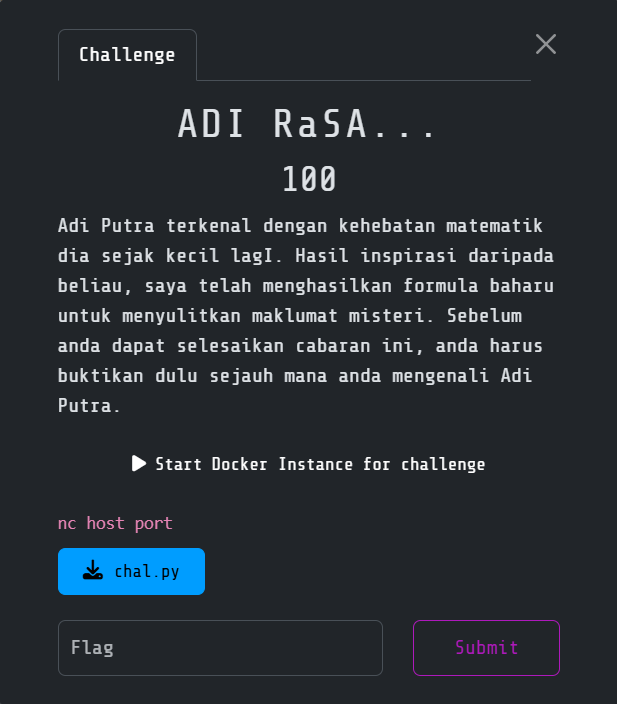 Challenge
ADI RaSA...
100
Adi Putra terkenal dengan kehebatan matematik
dia sejak kecil lagI. Hasil inspirasi daripada
beliau, saya telah menghasilkan formula baharu
untuk menyulitkan maklumat misteri. Sebelum
anda dapat selesaikan cabaran ini, anda harus
buktikan dulu sejauh mana anda mengenali Adi
Putra.
Start Docker Instance for challenge
nc host port
chal.py
Flag
Submit